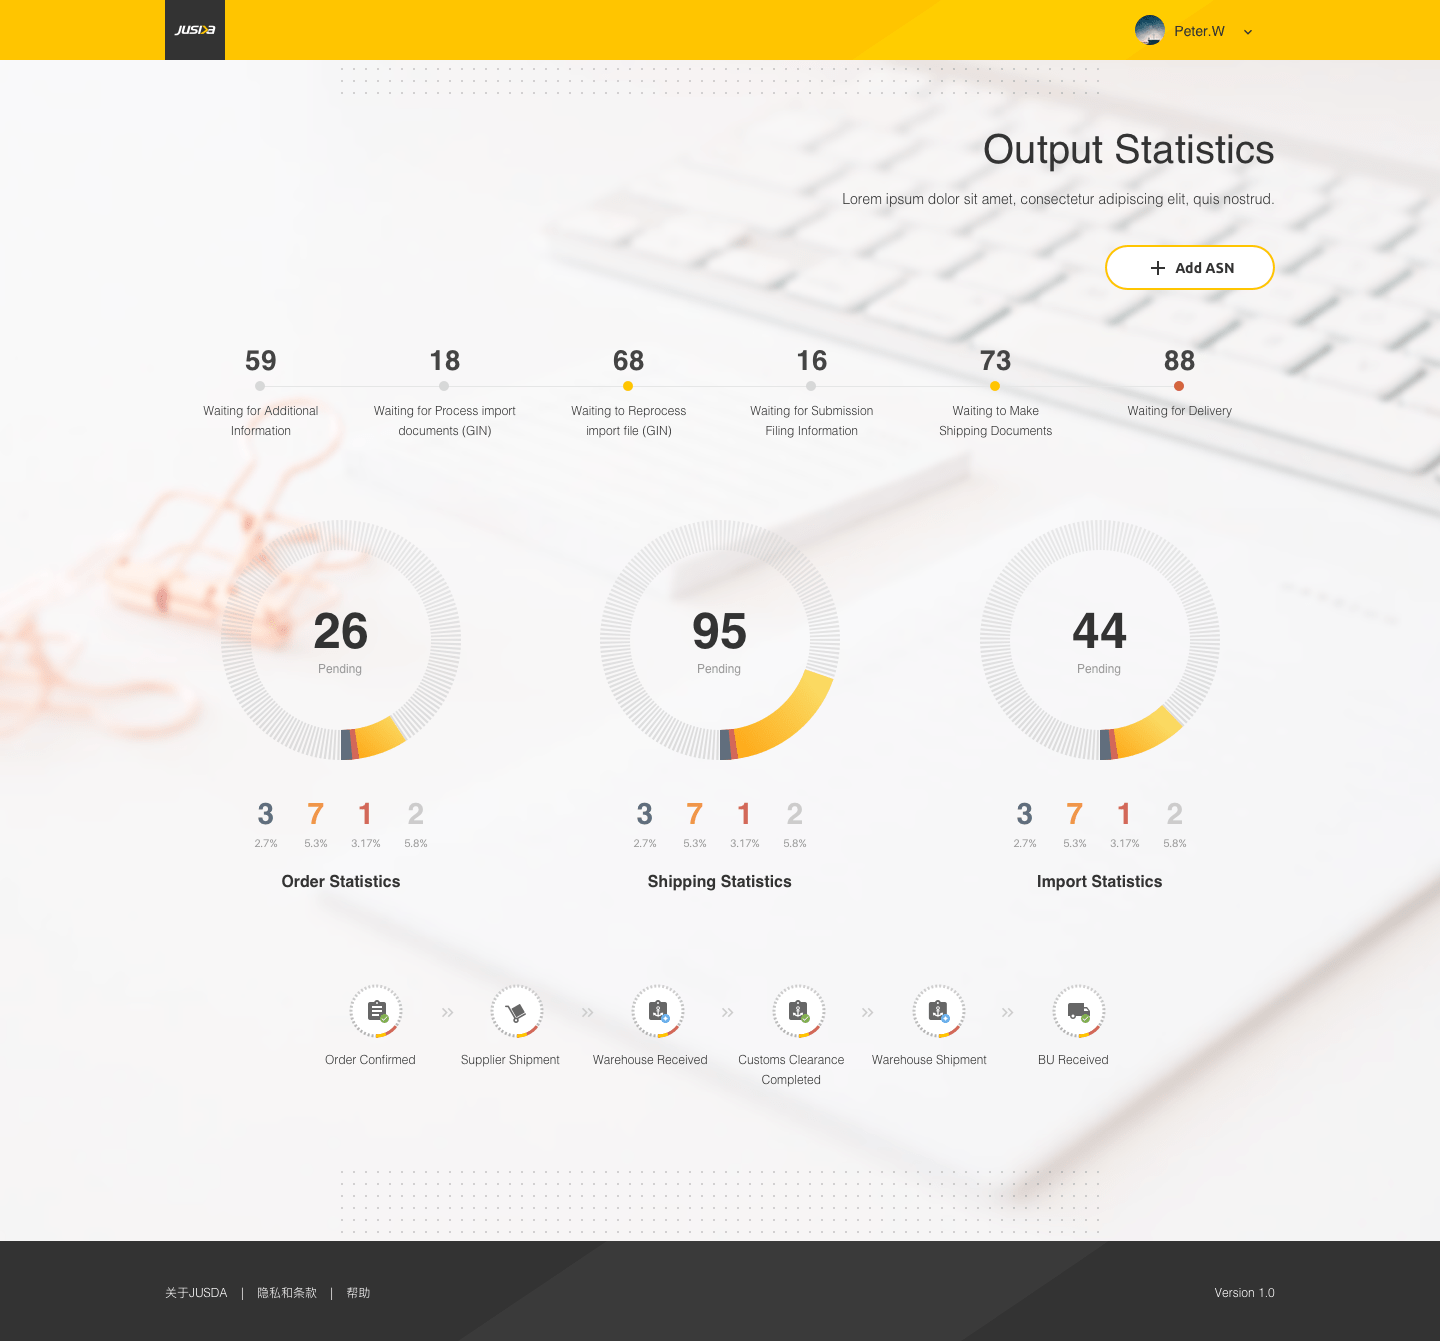 JUSDA
Peter.W
Output Statistics
Lorem ipsum dolor sit amet, consectetur adipiscing elit, quis nostrud.
Add ASN
59
18
68
16
73
88
Waiting for Additional
Information
Waiting for Process import
documents (GIN)
Waiting to Reprocess
import file (GIN)
Waiting for Submission
Filing Information
Waiting to Make
Shipping Documents
Waiting for Delivery
26
Pending
95
Pending
44
Pending
3 7 1 2
2.7% 5.3% 3.17% 5.8%
Order Statistics
3 7 1 2
2.7% 5.3% 3.17% 5.8%
Shipping Statistics
3 7 1 2
2.7% 5.3% 3.17% 5.8%
Import Statistics
Order Confirmed
Supplier Shipment
Warehouse Received
Customs Clearance
Completed
Warehouse Shipment
BU Received
关于JUSDA | 隐私和条款 | 帮助
Version 1.0